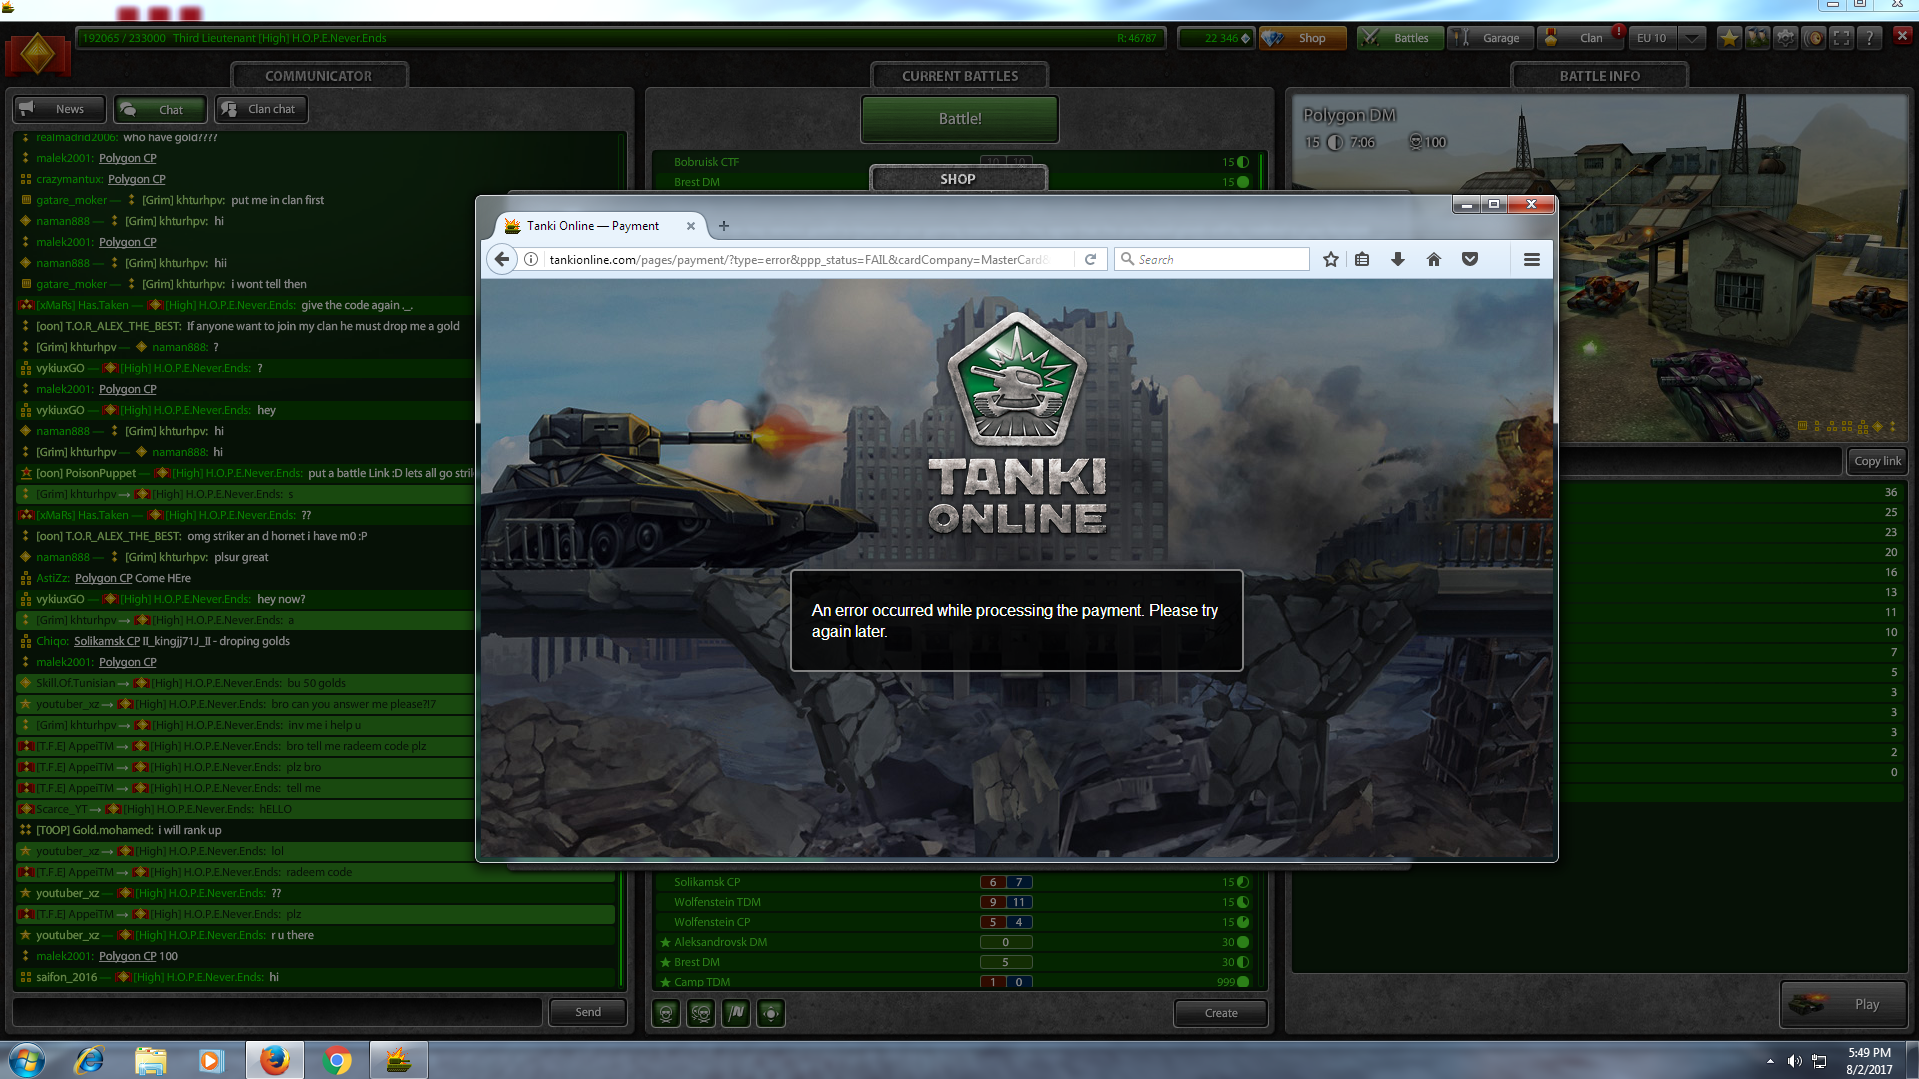 192065 / 233000 Third Lieutenant [High] H.O.P.E.Never.Ends
R: 46787
22 346
Shop
Battles
Garage
Clan
!
EU 10
?
COMMUNICATOR
CURRENT BATTLES
BATTLE INFO
News
Chat
Clan chat
realmadrid2006: who have gold????
malek2001: Polygon CP
crazymantux: Polygon CP
gatare_moker — [Grim] khturhpv: put me in clan first
naman888 — [Grim] khturhpv: hi
malek2001: Polygon CP
naman888 — [Grim] khturhpv: hii
gatare_moker — [Grim] khturhpv: i wont tell then
[xMaRs] Has.Taken — [High] H.O.P.E.Never.Ends: give the code again ._.
[oon] T.O.R_ALEX_THE_BEST: If anyone want to join my clan he must drop me a gold
[Grim] khturhpv — naman888: ?
vykiuxGO — [High] H.O.P.E.Never.Ends: ?
malek2001: Polygon CP
vykiuxGO — [High] H.O.P.E.Never.Ends: hey
naman888 — [Grim] khturhpv: hi
[Grim] khturhpv — naman888: hi
[oon] PoisonPuppet — [High] H.O.P.E.Never.Ends: put a battle Link :D lets all go strik
[Grim] khturhpv → [High] H.O.P.E.Never.Ends: s
[xMaRs] Has.Taken — [High] H.O.P.E.Never.Ends: ??
[oon] T.O.R_ALEX_THE_BEST: omg striker an d hornet i have m0 :P
naman888 — [Grim] khturhpv: plsur great
AstiZz: Polygon CP Come HEre
vykiuxGO — [High] H.O.P.E.Never.Ends: hey now?
[Grim] khturhpv → [High] H.O.P.E.Never.Ends: a
Chiqo: Solikamsk CP II_kingjj71J_II - droping golds
malek2001: Polygon CP
Skill.Of.Tunisian → [High] H.O.P.E.Never.Ends: bu 50 golds
youtuber_xz → [High] H.O.P.E.Never.Ends: bro can you answer me please?!7
[Grim] khturhpv → [High] H.O.P.E.Never.Ends: inv me i help u
[T.F.E] AppeiTM → [High] H.O.P.E.Never.Ends: bro tell me radeem code plz
[T.F.E] AppeiTM → [High] H.O.P.E.Never.Ends: plz bro
[T.F.E] AppeiTM → [High] H.O.P.E.Never.Ends: tell me
Scarce_YT → [High] H.O.P.E.Never.Ends: hELLO
[T0OP] Gold.mohamed: i will rank up
youtuber_xz → [High] H.O.P.E.Never.Ends: lol
[T.F.E] AppeiTM → [High] H.O.P.E.Never.Ends: radeem code
youtuber_xz — [High] H.O.P.E.Never.Ends: ??
[T.F.E] AppeiTM → [High] H.O.P.E.Never.Ends: plz
youtuber_xz — [High] H.O.P.E.Never.Ends: r u there
malek2001: Polygon CP 100
saifon_2016 — [High] H.O.P.E.Never.Ends: hi
Send
Battle!
Bobruisk CTF 10 10 15
Brest DM 15
SHOP
Tanki Online — Payment
tankionline.com/pages/payment/?type=error&ppp_status=FAIL&cardCompany=MasterCard&
Search
TANKI
ONLINE
An error occurred while processing the payment. Please try
again later.
Solikamsk CP 6 7 15
Wolfenstein TDM 9 11 15
Wolfenstein CP 5 4 15
Aleksandrovsk DM 0 30
Brest DM 5 30
Camp TDM 1 0 999
Create
Polygon DM
15 7:06 100
Copy link
36
25
23
20
16
13
11
10
7
5
3
3
3
2
0
Play
5:49 PM
8/2/2017